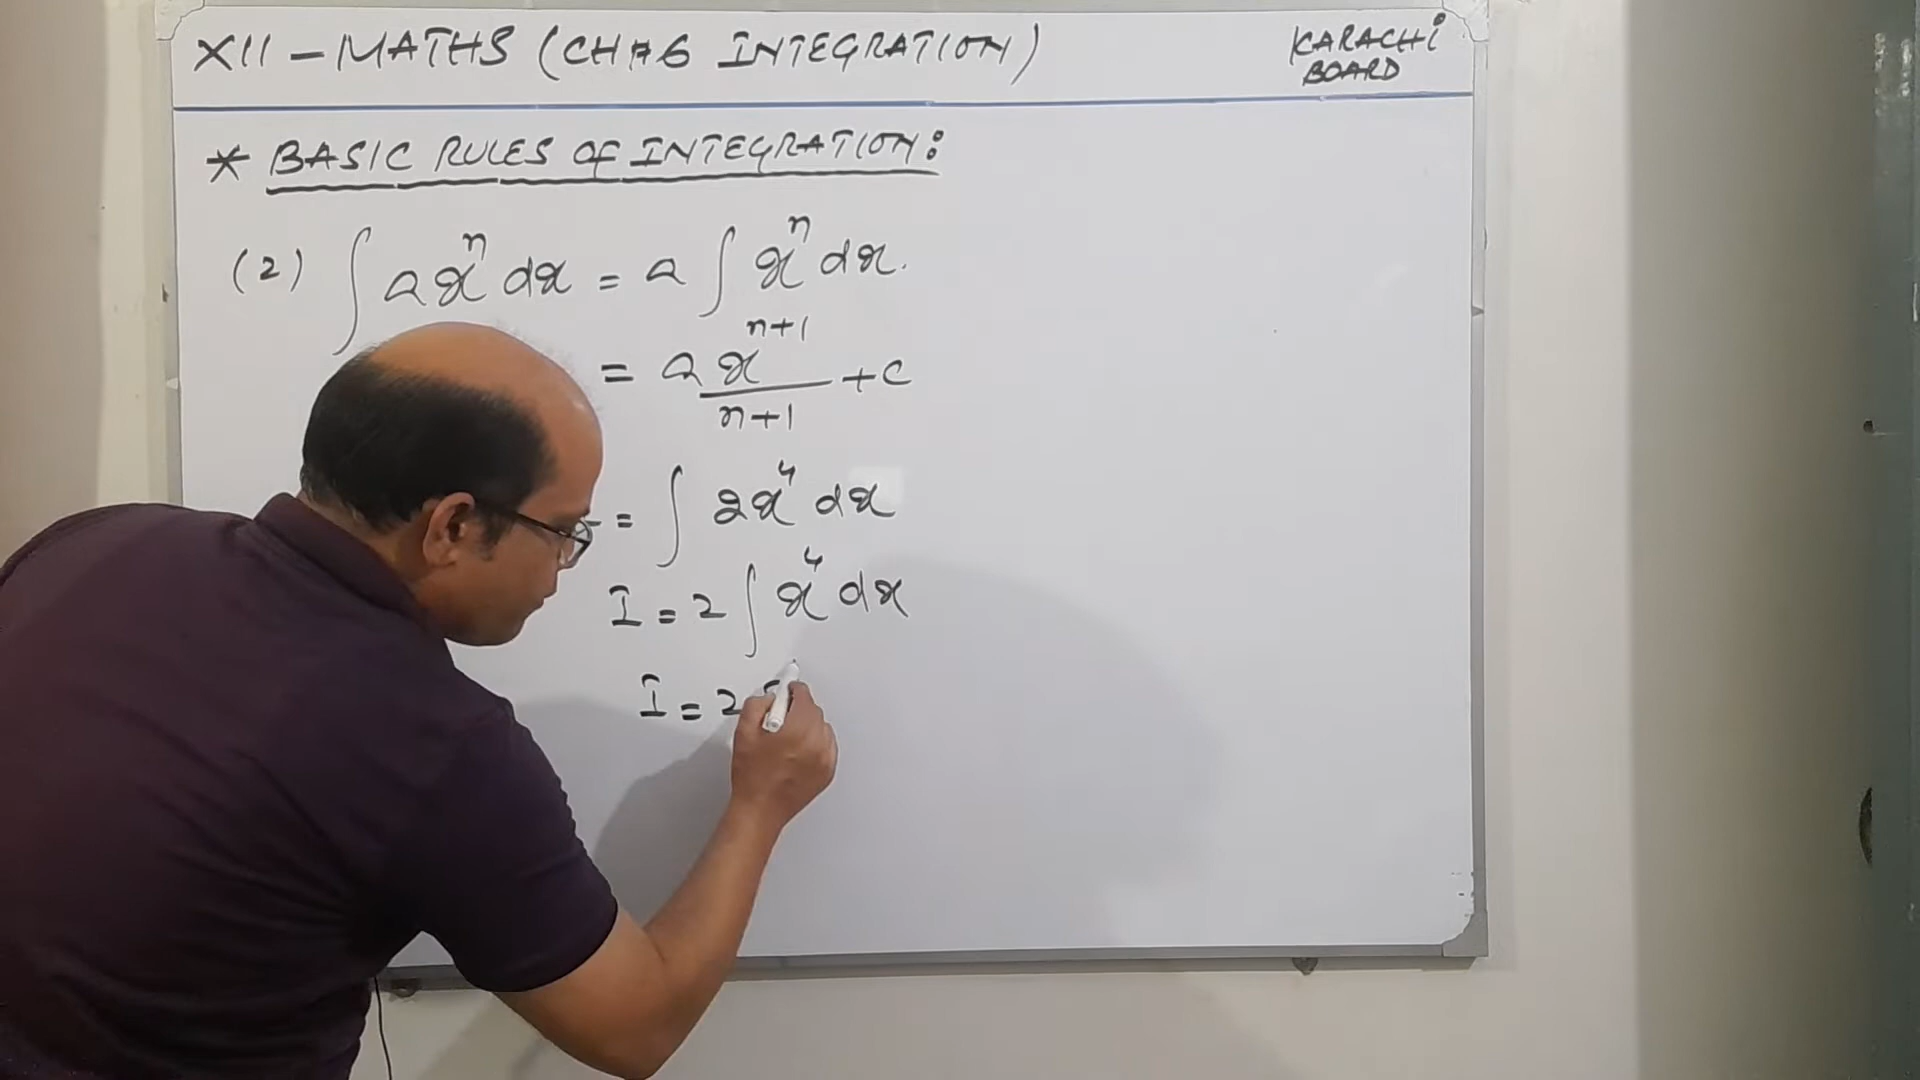 XII - MATHS (CH#6 INTEGRATION)
KARACHI
BOARD
* BASIC RULES OF INTEGRATION:
(2) ∫ax^n dx = a∫x^n dx.
= a x^(n+1)/(n+1) + c
= ∫2x^4 dx
I = 2∫x^4 dx
I = 2